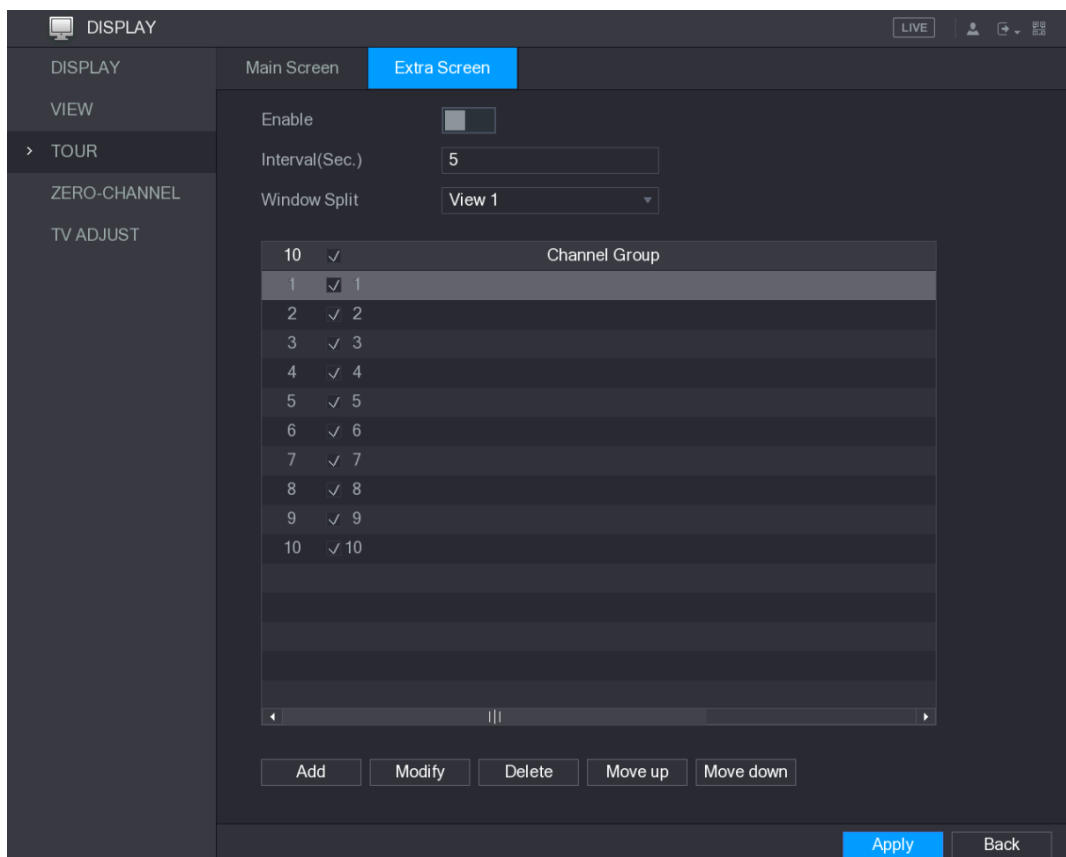 DISPLAY
LIVE
DISPLAY
VIEW
TOUR
ZERO-CHANNEL
TV ADJUST
Main Screen
Extra Screen
Enable
Interval(Sec.) 5
Window Split View 1
10 Channel Group
1 1
2 2
3 3
4 4
5 5
6 6
7 7
8 8
9 9
10 10
Add Modify Delete Move up Move down
Apply Back